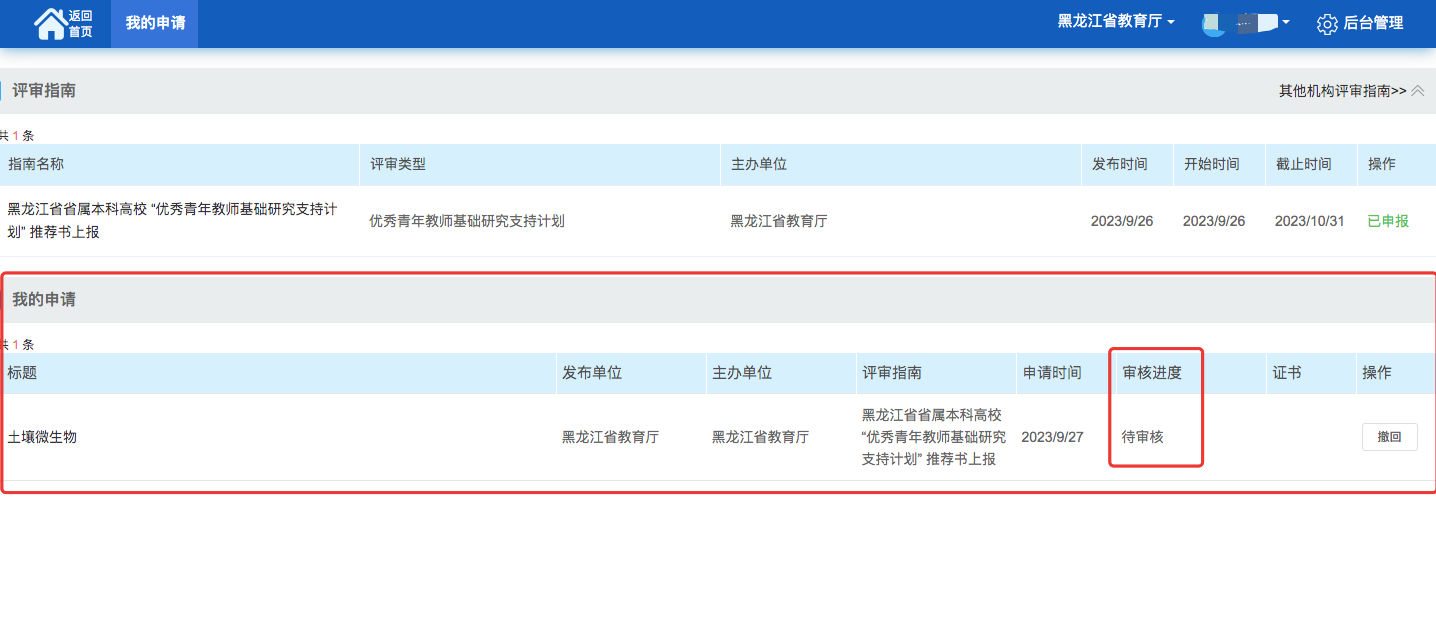 返回
首页
我的申请
黑龙江省教育厅
后台管理
评审指南
其他机构评审指南>>
共 1 条
指南名称 评审类型 主办单位 发布时间 开始时间 截止时间 操作
黑龙江省省属本科高校 “优秀青年教师基础研究支持计
划” 推荐书上报
优秀青年教师基础研究支持计划 黑龙江省教育厅 2023/9/26 2023/9/26 2023/10/31 已申报
我的申请
共 1 条
标题 发布单位 主办单位 评审指南 申请时间 审核进度 证书 操作
土壤微生物 黑龙江省教育厅 黑龙江省教育厅
黑龙江省省属本科高校
“优秀青年教师基础研究
支持计划” 推荐书上报
2023/9/27 待审核 撤回